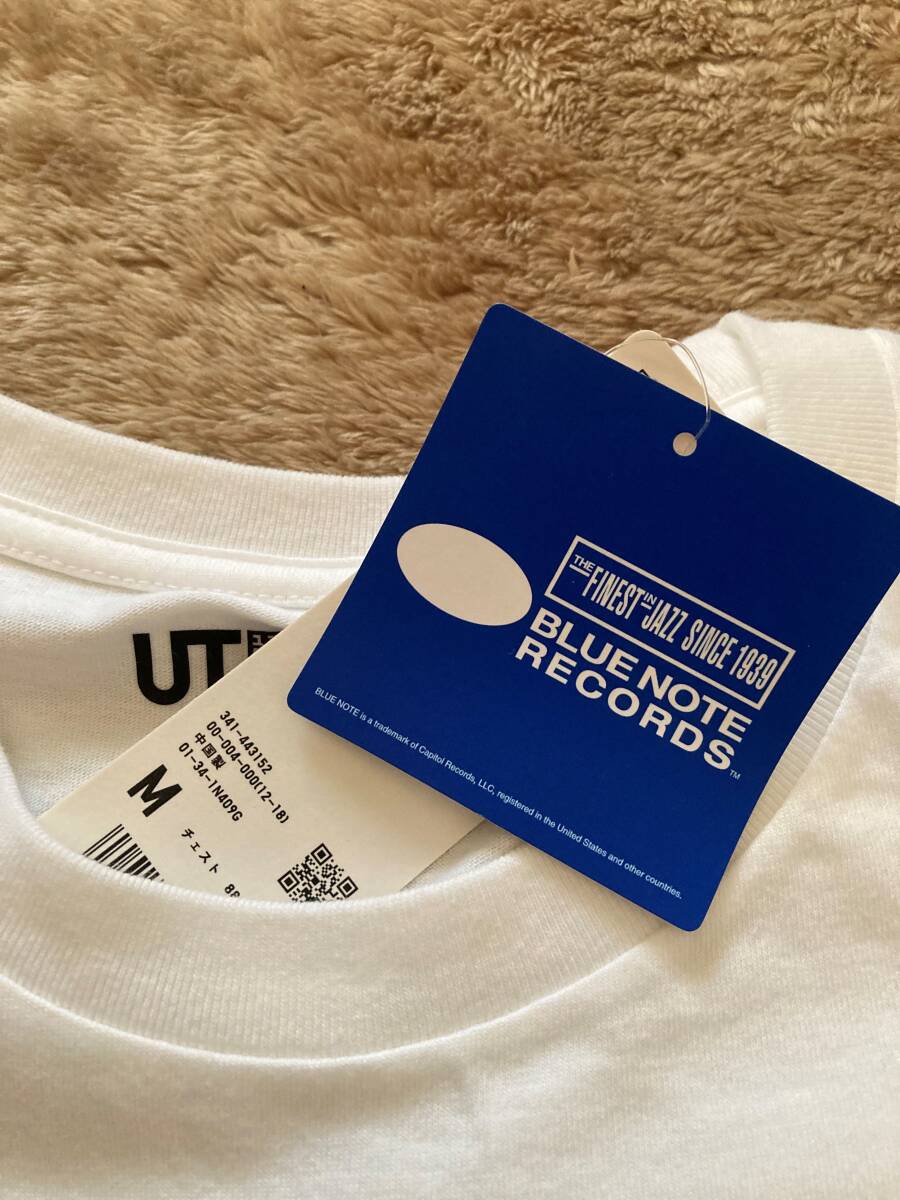 THE FINEST IN JAZZ SINCE 1939
BLUE NOTE
RECORDS™
BLUE NOTE is a trademark of Capitol Records, LLC, registered in the United States and other countries.
UT
341-443152
00-004-000(12-18)
中国製
01-34-1N409G
M
チェスト